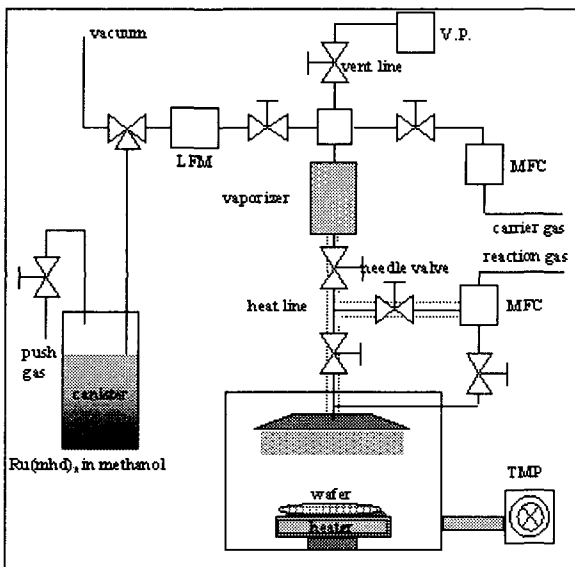 vacuum
V.P.
vent line
LFM
MFC
vaporizer
carrier gas
reaction gas
needle valve
heat line
MFC
push
gas
canister
Ru(mhd)ₓ in methanol
wafer
heater
TMP